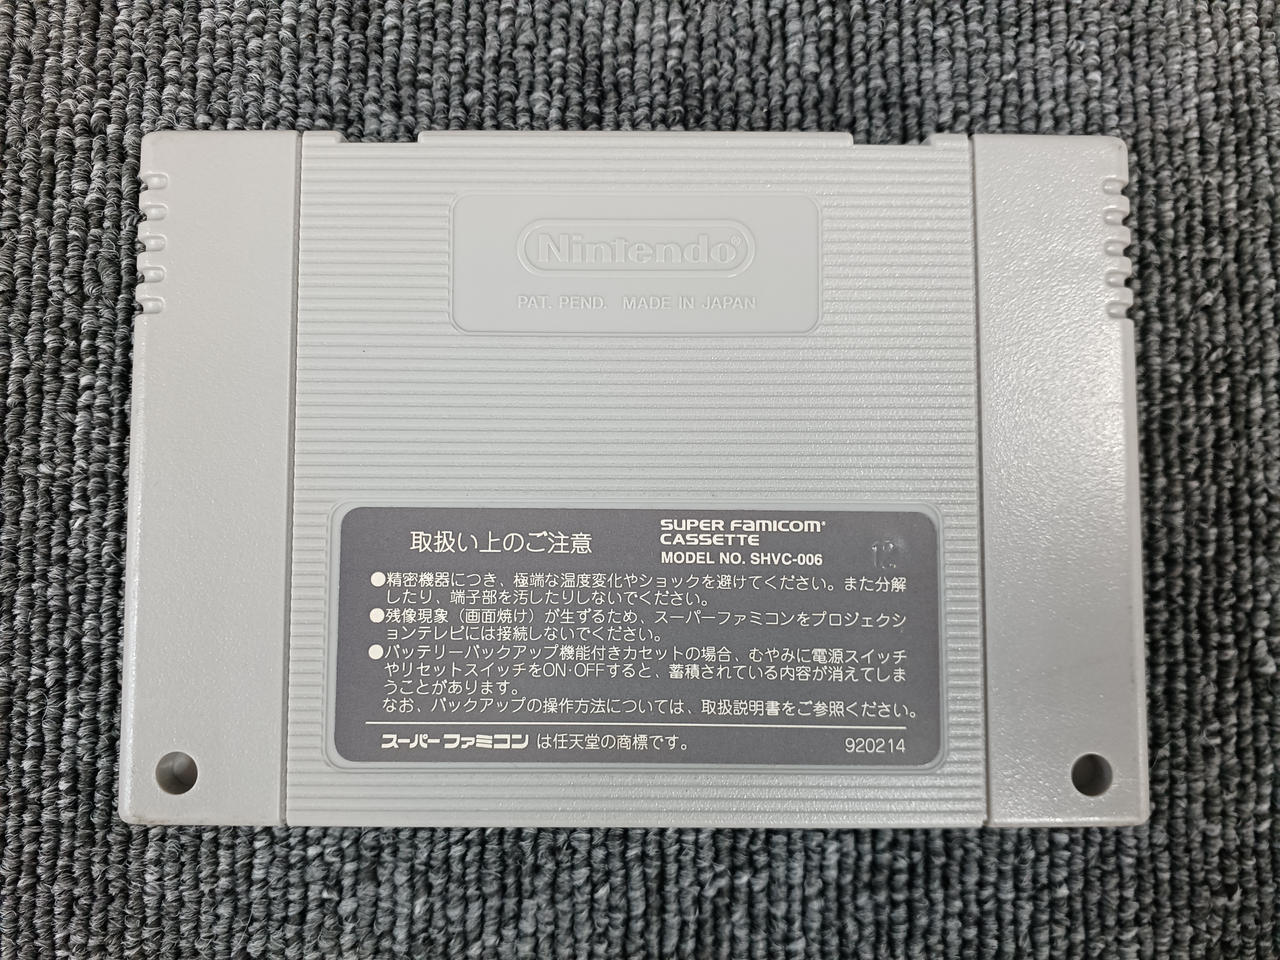 Nintendo®
PAT. PEND. MADE IN JAPAN
取扱い上のご注意
SUPER FAMICOM®
CASSETTE
MODEL NO. SHVC-006
●精密機器につき、極端な温度変化やショックを避けてください。また分解
したり、端子部を汚したりしないでください。
●残像現象（画面焼け）が生ずるため、スーパーファミコンをプロジェクシ
ョンテレビには接続しないでください。
●バッテリーバックアップ機能付きカセットの場合、むやみに電源スイッチ
やリセットスイッチをON・OFFすると、蓄積されている内容が消えてしま
うことがあります。
なお、バックアップの操作方法については、取扱説明書をご参照ください。
スーパーファミコン は任天堂の商標です。
920214